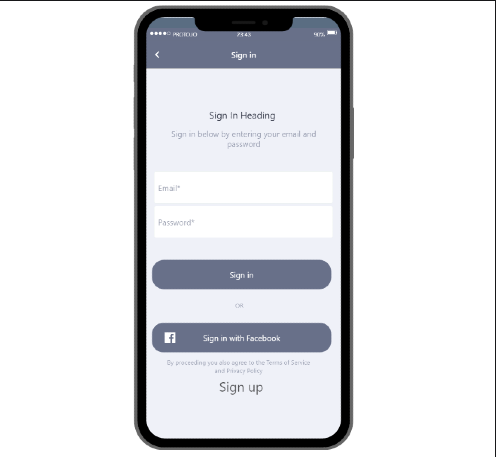 PROTO.IO 23:43 90%
Sign in
Sign In Heading
Sign in below by entering your email and
password
Email*
Password*
Sign in
OR
Sign in with Facebook
By proceeding you also agree to the Terms of Service
and Privacy Policy
Sign up